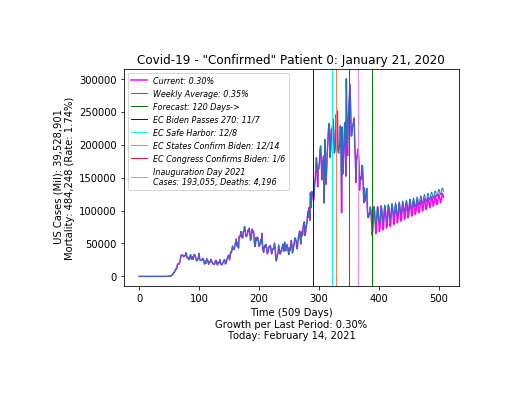 Covid-19 - "Confirmed" Patient 0: January 21, 2020
US Cases (Mil): 39,528,901
Mortality: 484,248 (Rate: 1.74%)
300000
250000
200000
150000
100000
50000
0
Current: 0.30%
Weekly Average: 0.35%
Forecast: 120 Days->
EC Biden Passes 270: 11/7
EC Safe Harbor: 12/8
EC States Confirm Biden: 12/14
EC Congress Confirms Biden: 1/6
Inauguration Day 2021
Cases: 193,055, Deaths: 4,196
0 100 200 300 400 500
Time (509 Days)
Growth per Last Period: 0.30%
Today: February 14, 2021